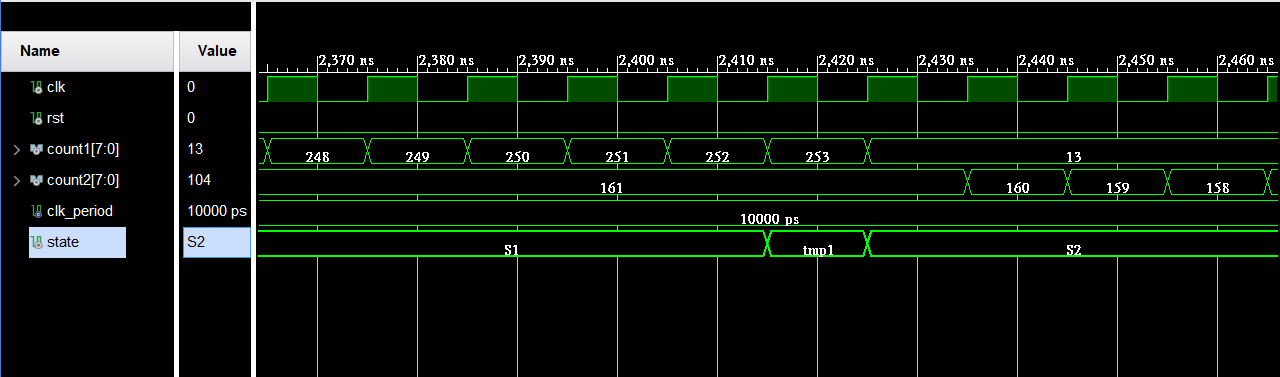 Name Value
2,370 ns 2,380 ns 2,390 ns 2,400 ns 2,410 ns 2,420 ns 2,430 ns 2,440 ns 2,450 ns 2,460 ns
clk 0
rst 0
count1[7:0] 13 248 249 250 251 252 253 13
count2[7:0] 104 161 160 159 158
clk_period 10000 ps 10000 ps
state S2 S1 tmp1 S2